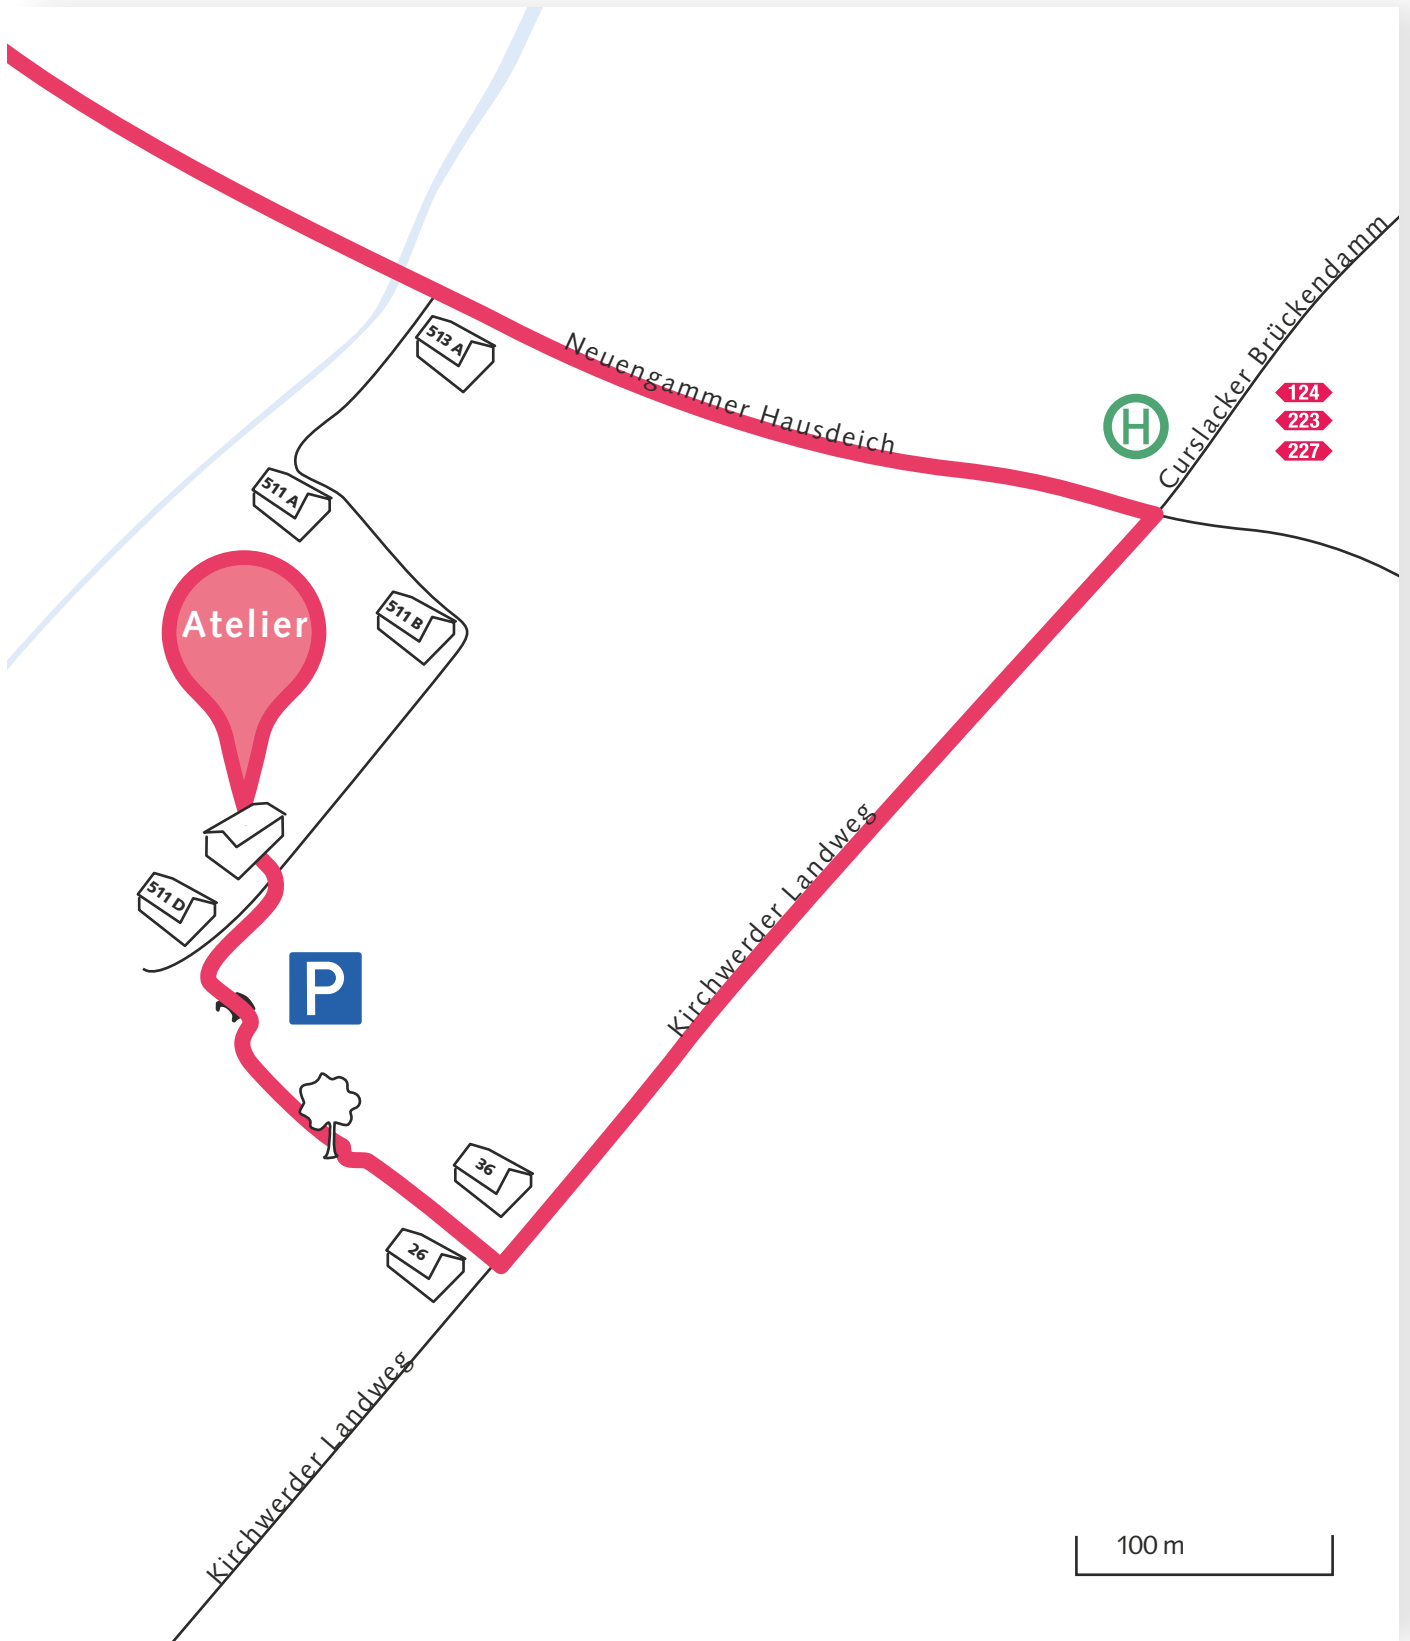 Curslacker Brückendamm
513 A
Neuengammer Hausdeich
H
124
223
227
511 A
511 B
Atelier
511 D
Kirchwerder Landweg
P
36
26
Kirchwerder Landweg
100 m